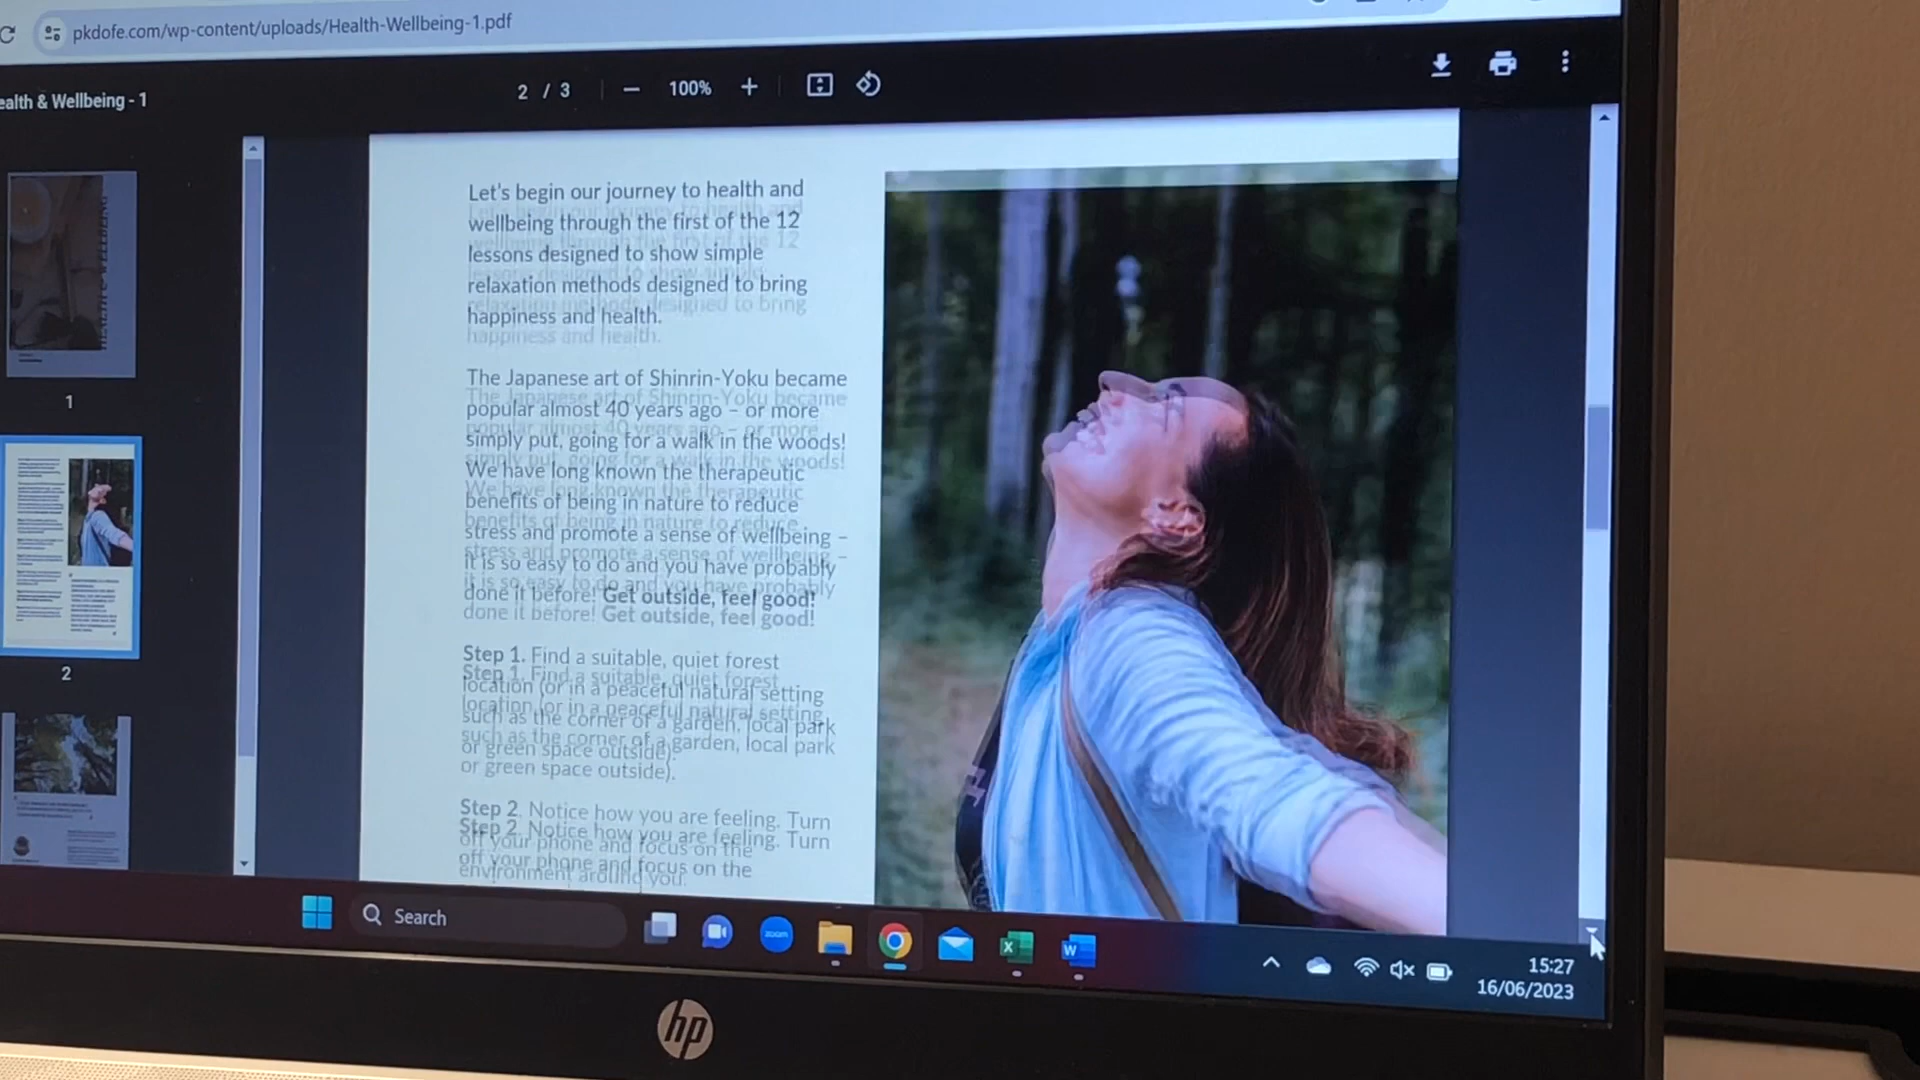 pkdofe.com/wp-content/uploads/Health-Wellbeing-1.pdf
ealth & Wellbeing - 1
2 / 3
100%
Let's begin our journey to health and
wellbeing through the first of the 12
lessons designed to show simple
relaxation methods designed to bring
happiness and health.
The Japanese art of Shinrin-Yoku became
popular almost 40 years ago – or more
simply put, going for a walk in the woods!
We have long known the therapeutic
benefits of being in nature to reduce
stress and promote a sense of wellbeing –
it is so easy to do and you have probably
done it before! Get outside, feel good!
Step 1. Find a suitable, quiet forest
location (or in a peaceful natural setting
such as the corner of a garden, local park
or green space outside).
Step 2. Notice how you are feeling. Turn
off your phone and focus on the
environment around you.
1
2
Search
zoom
X
W
15:27
16/06/2023
hp